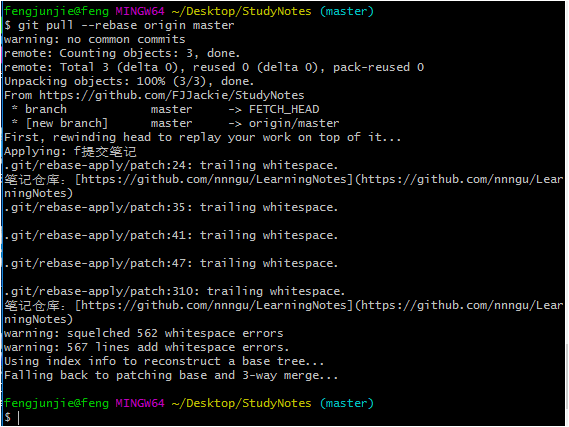 fengjunjie@feng MINGW64 ~/Desktop/StudyNotes (master)
$ git pull --rebase origin master
warning: no common commits
remote: Counting objects: 3, done.
remote: Total 3 (delta 0), reused 0 (delta 0), pack-reused 0
Unpacking objects: 100% (3/3), done.
From https://github.com/FJJackie/StudyNotes
 * branch            master     -> FETCH_HEAD
 * [new branch]      master     -> origin/master
First, rewinding head to replay your work on top of it...
Applying: f提交笔记
.git/rebase-apply/patch:24: trailing whitespace.
笔记仓库：[https://github.com/nnngu/LearningNotes](https://github.com/nnngu/Lear
ningNotes)
.git/rebase-apply/patch:35: trailing whitespace.
.git/rebase-apply/patch:41: trailing whitespace.
.git/rebase-apply/patch:47: trailing whitespace.
.git/rebase-apply/patch:310: trailing whitespace.
笔记仓库：[https://github.com/nnngu/LearningNotes](https://github.com/nnngu/Lear
ningNotes)
warning: squelched 562 whitespace errors
warning: 567 lines add whitespace errors.
Using index info to reconstruct a base tree...
Falling back to patching base and 3-way merge...
fengjunjie@feng MINGW64 ~/Desktop/StudyNotes (master)
$